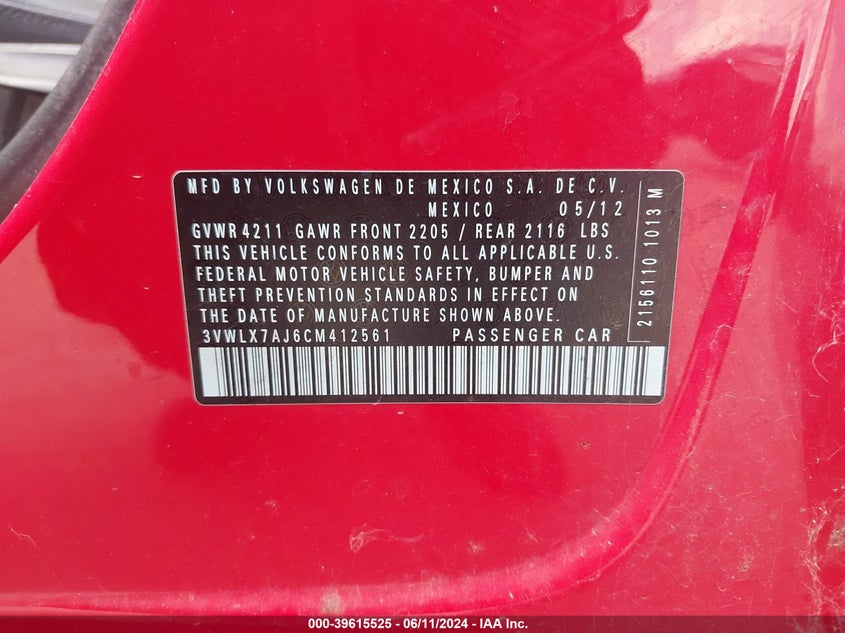 MFD BY VOLKSWAGEN DE MEXICO S.A. DE C.V.
MEXICO 05/12
GVWR 4211 GAWR FRONT 2205 / REAR 2116 LBS
THIS VEHICLE CONFORMS TO ALL APPLICABLE U.S.
FEDERAL MOTOR VEHICLE SAFETY, BUMPER AND
THEFT PREVENTION STANDARDS IN EFFECT ON
THE DATE OF MANUFACTURE SHOWN ABOVE.
3VWLX7AJ6CM412561 PASSENGER CAR
2156110 1013 M
000-39615525 - 06/11/2024 - IAA Inc.